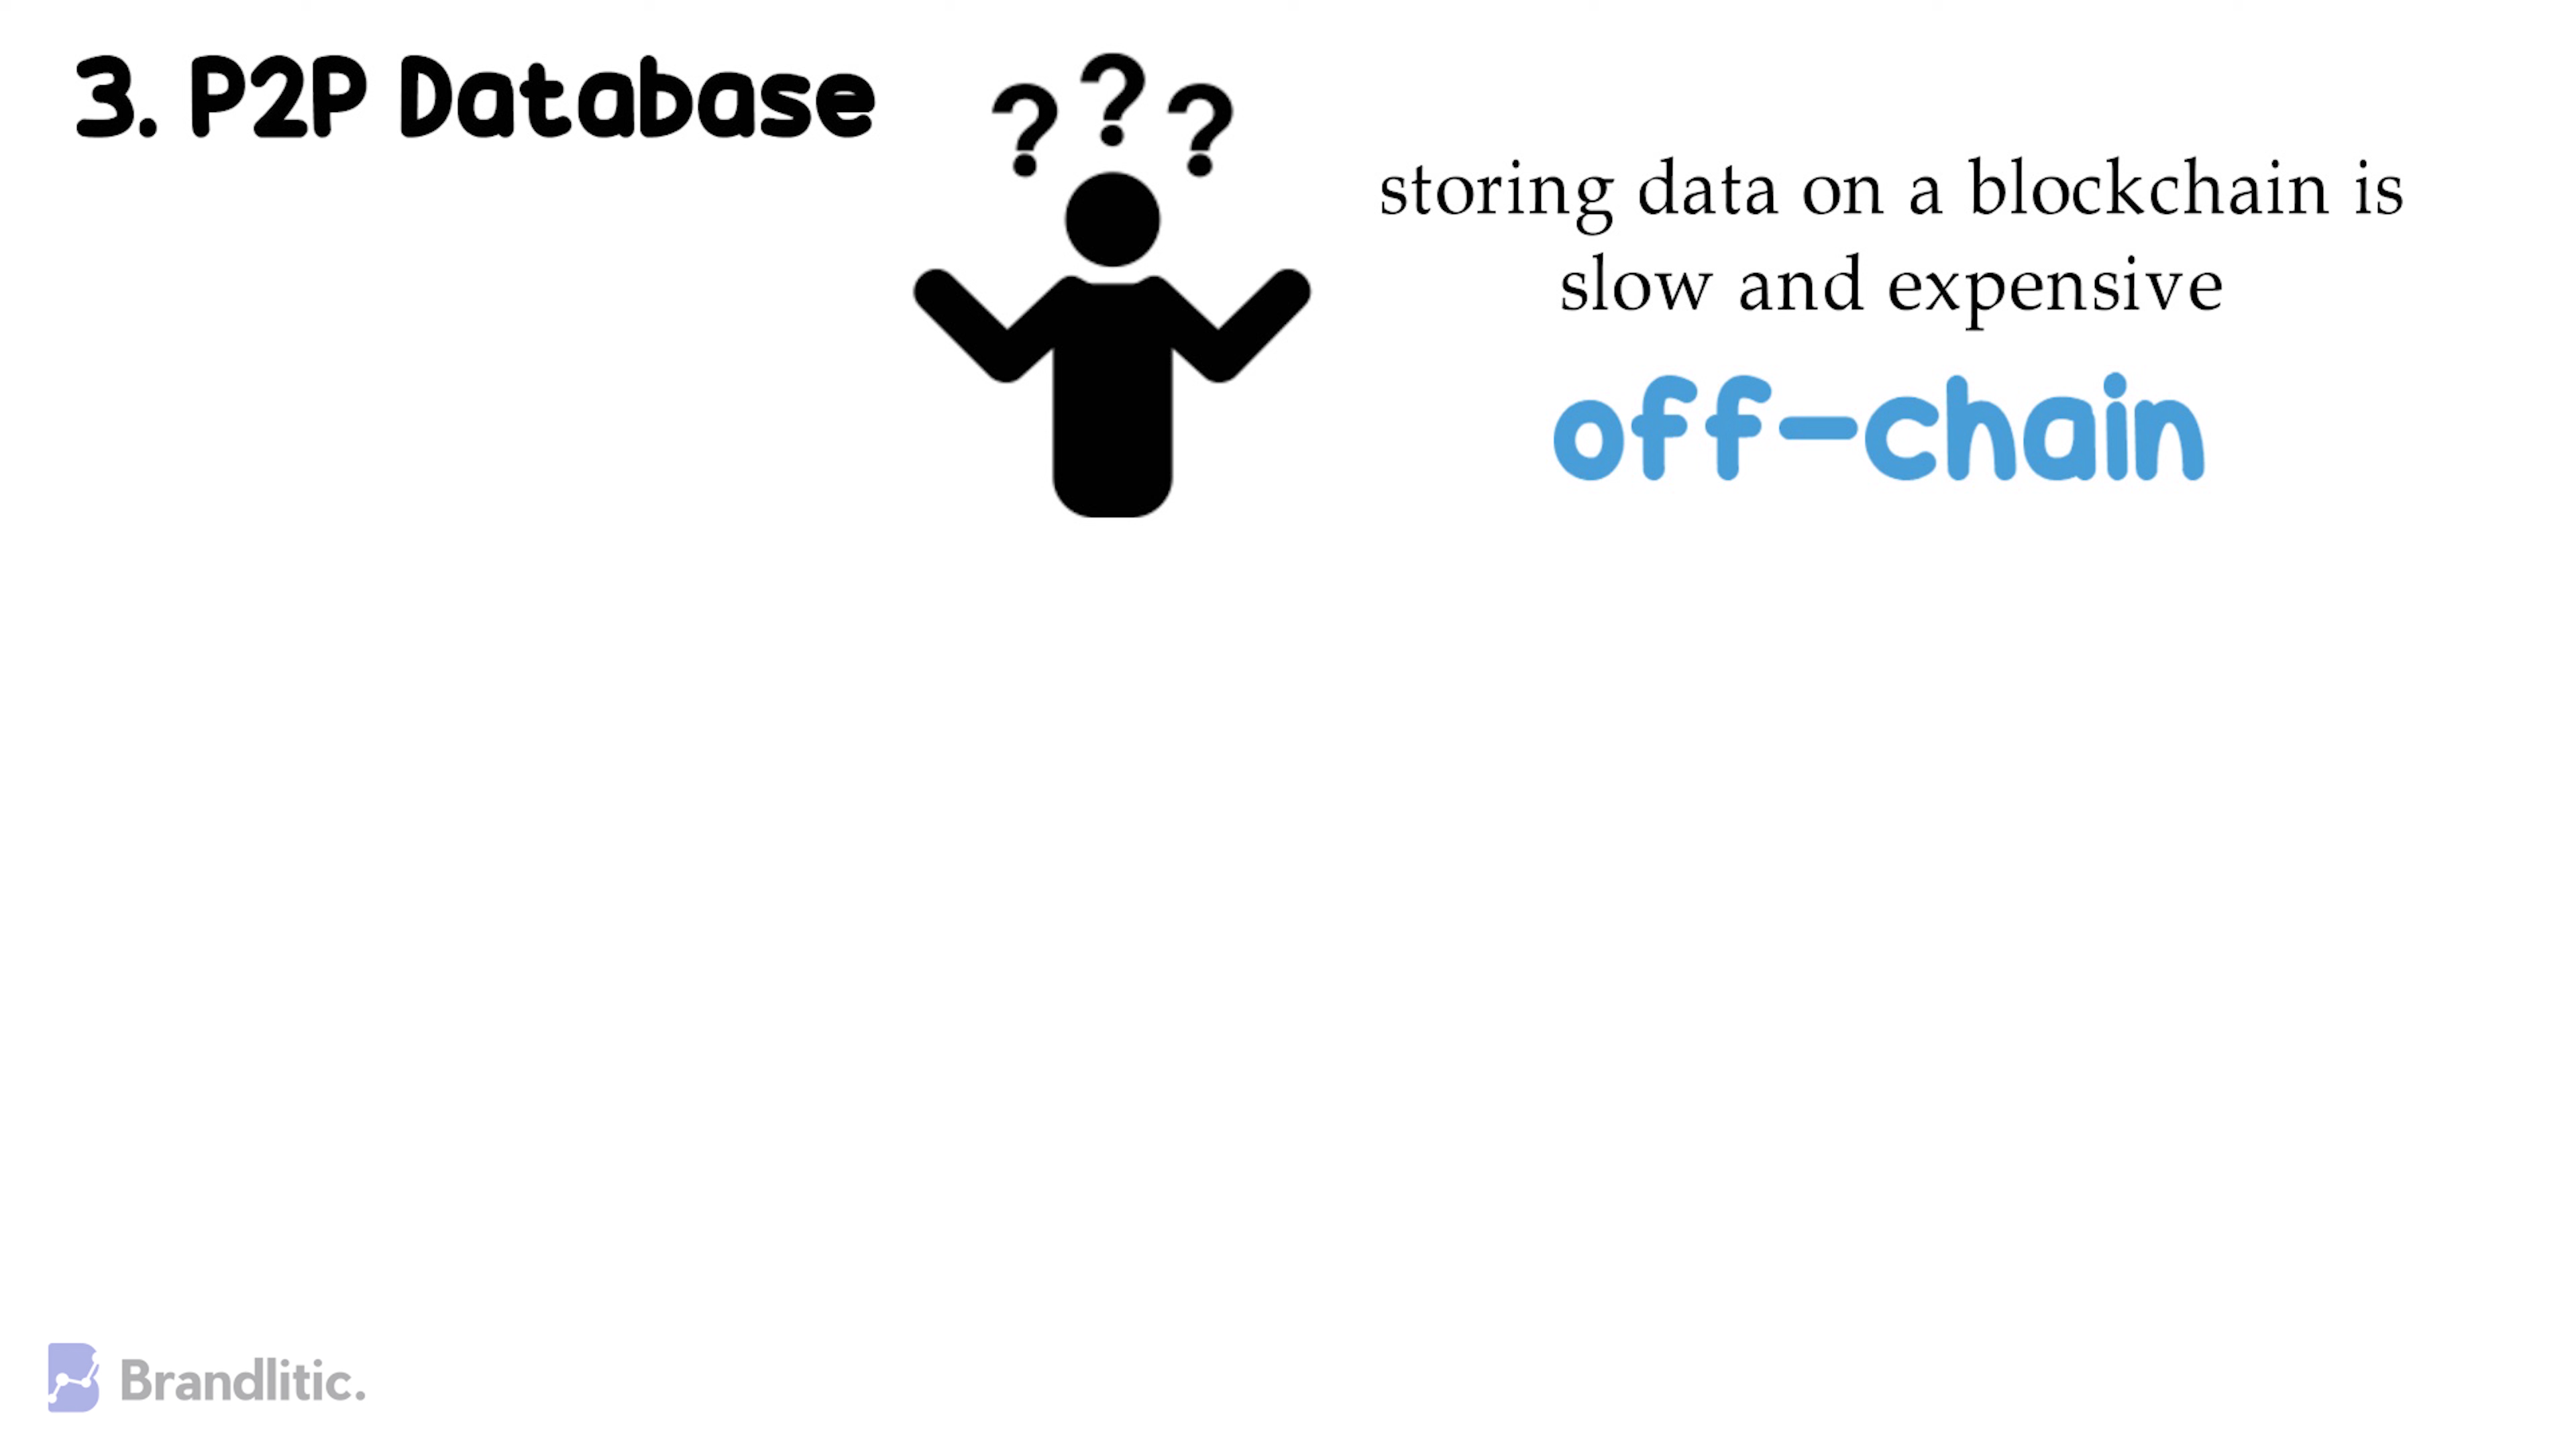 3. P2P Database
???
storing data on a blockchain is
slow and expensive
off-chain
Brandlitic.